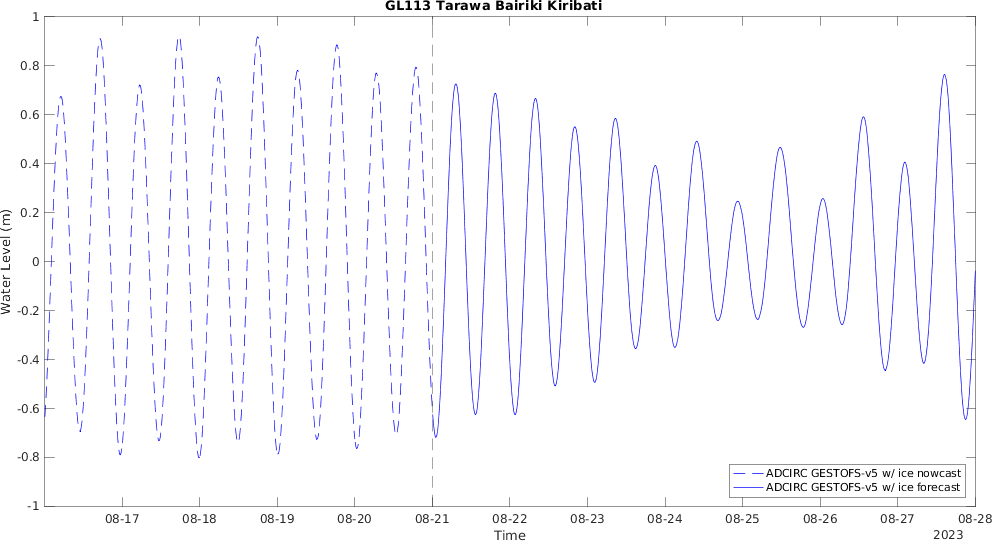 GL113 Tarawa Bairiki Kiribati
Water Level (m)
1
0.8
0.6
0.4
0.2
0
-0.2
-0.4
-0.6
-0.8
-1
ADCIRC GESTOFS-v5 w/ ice nowcast
ADCIRC GESTOFS-v5 w/ ice forecast
08-17 08-18 08-19 08-20 08-21 08-22 08-23 08-24 08-25 08-26 08-27 08-28
Time
2023